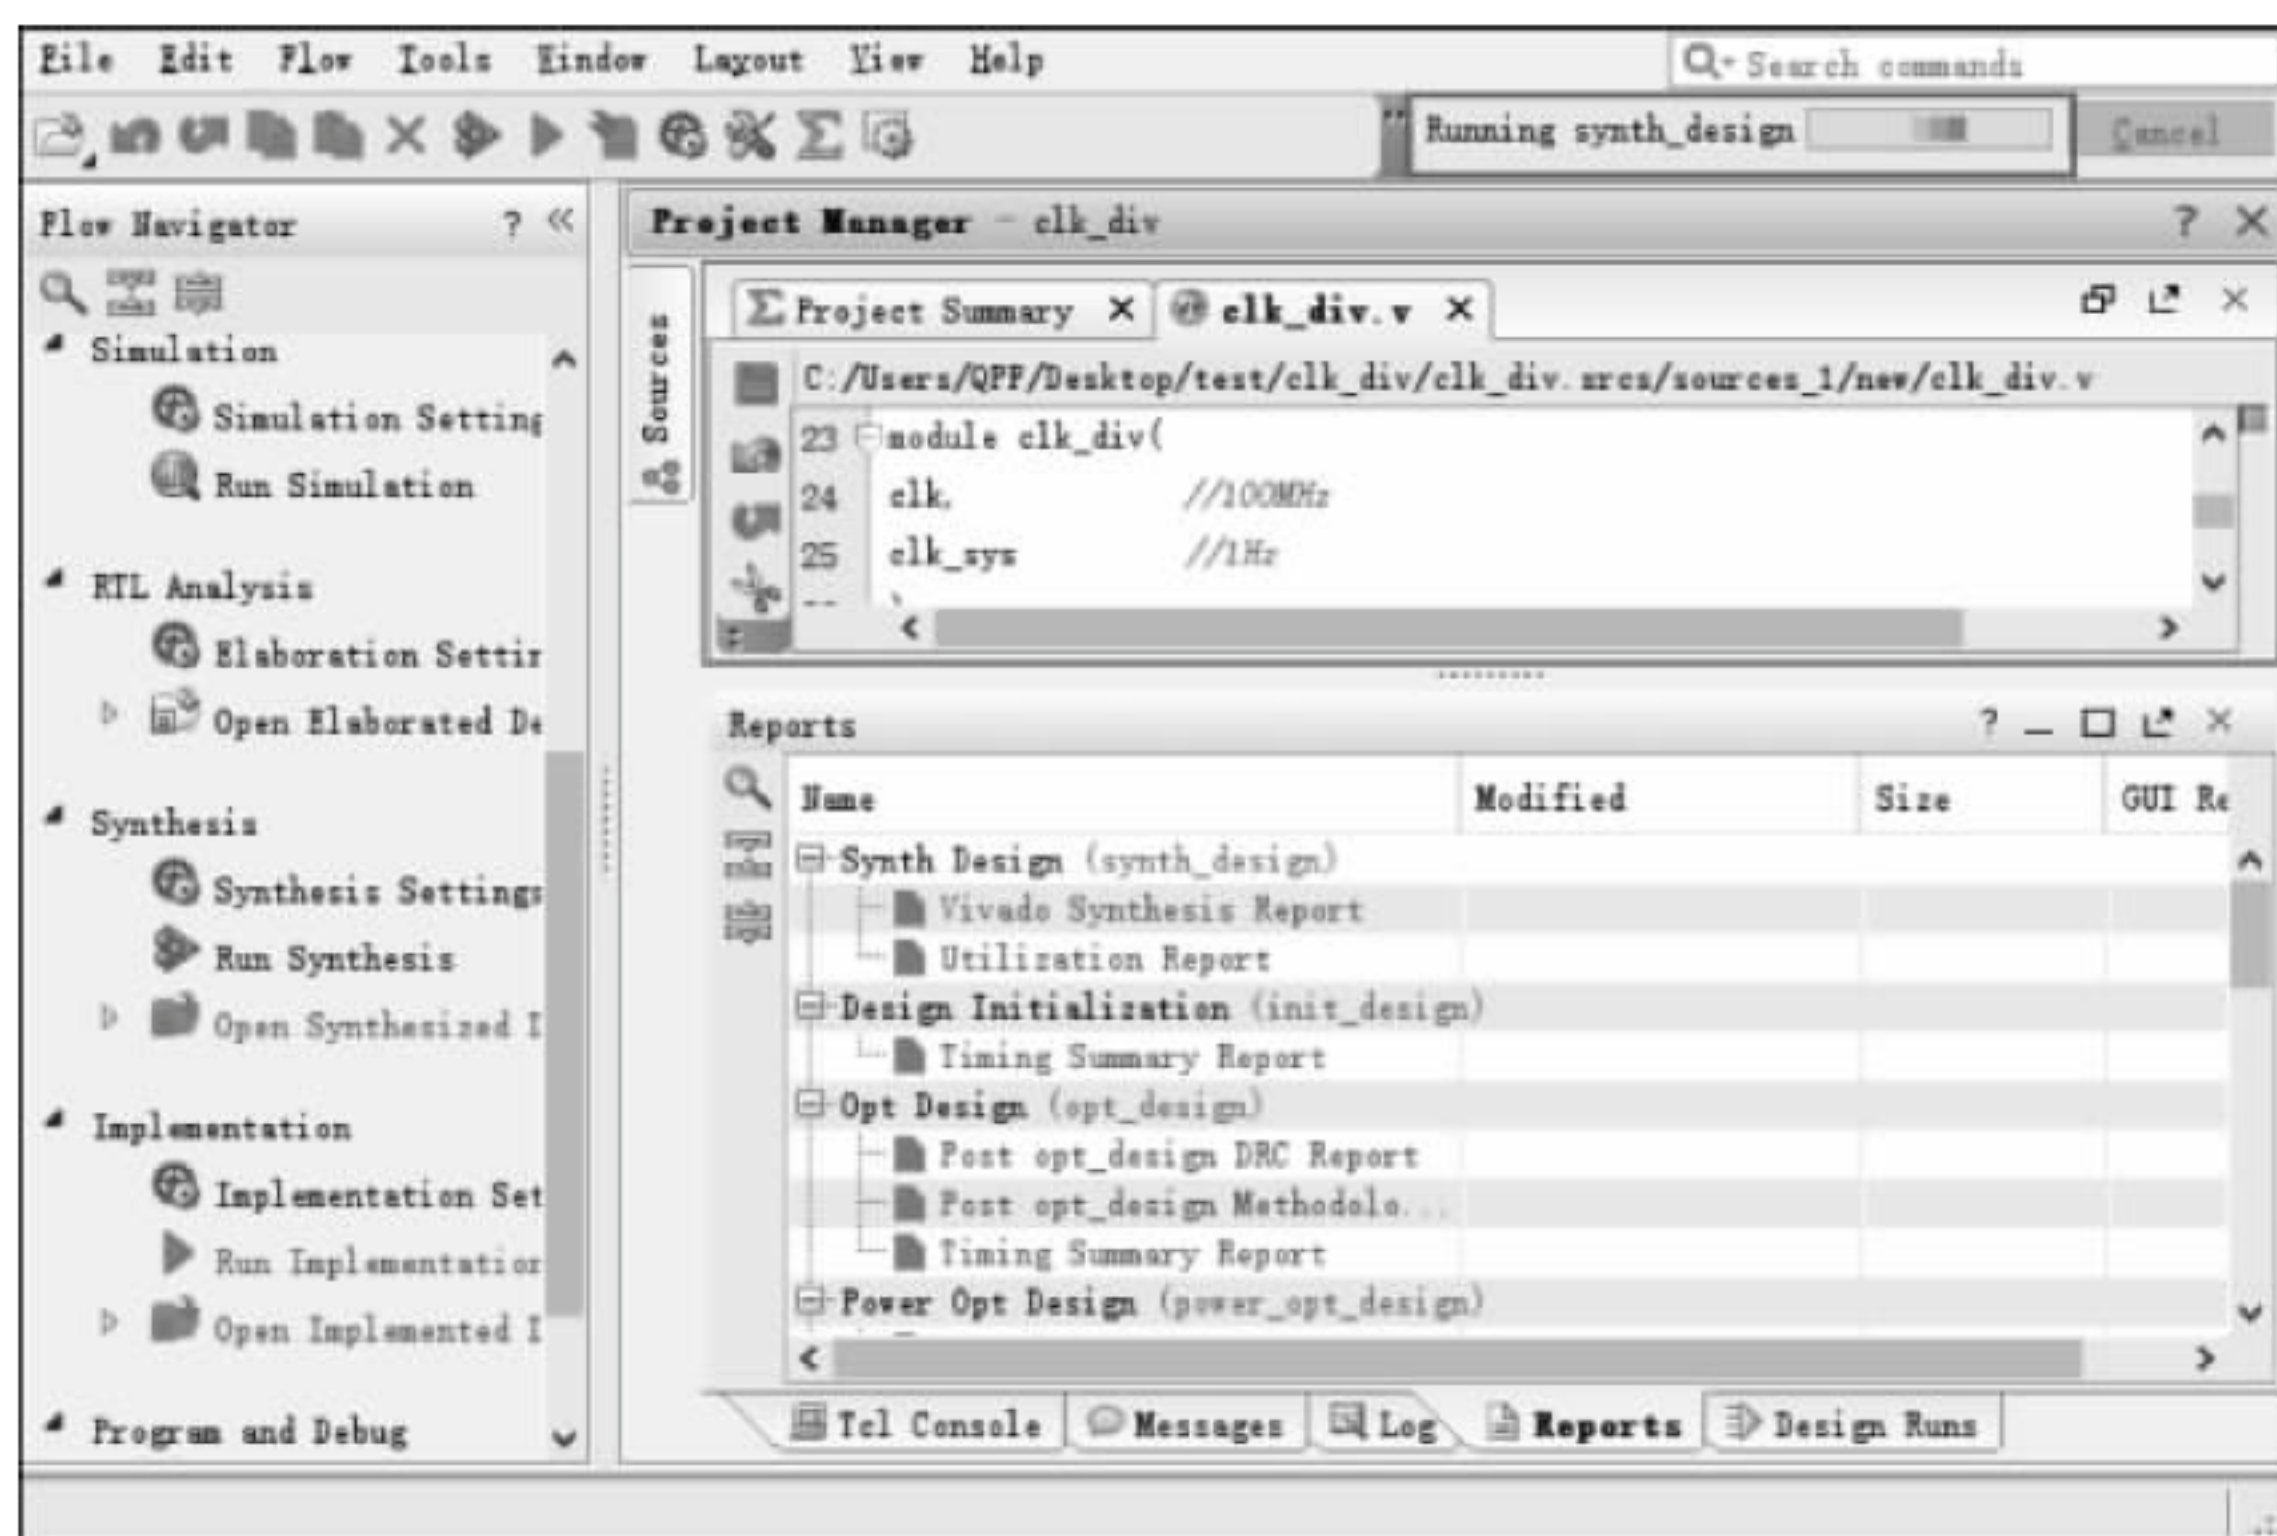 File Edit Flow Tools Window Layout View Help
Search commands
Running synth_design
Cancel
Flow Navigator
Simulation
Simulation Setting
Run Simulation
RTL Analysis
Elaboration Settin
Open Elaborated De
Synthesis
Synthesis Settings
Run Synthesis
Open Synthesized D
Implementation
Implementation Set
Run Implementation
Open Implemented D
Program and Debug
Project Manager - clk_div
Sources
Project Summary
clk_div.v
C:/Users/QFF/Desktop/test/clk_div/clk_div.srcs/sources_1/new/clk_div.v
23 module clk_div(
24 clk, //100MHz
25 clk_sys //1Hz
Reports
Name Modified Size GUI Re
Synth Design (synth_design)
Vivado Synthesis Report
Utilization Report
Design Initialization (init_design)
Timing Summary Report
Opt Design (opt_design)
Post opt_design DRC Report
Post opt_design Methodolo...
Timing Summary Report
Power Opt Design (power_opt_design)
Tcl Console Messages Log Reports Design Runs